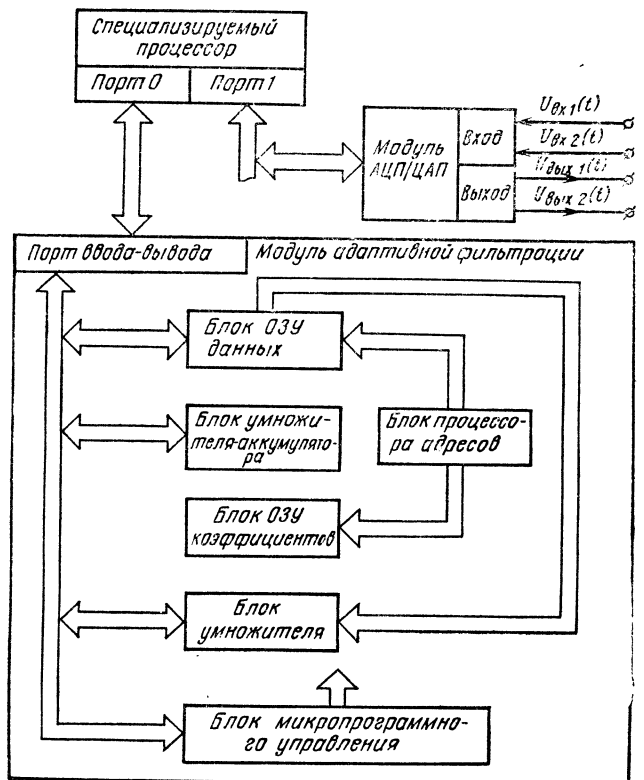 Специализируемый
процессор
Порт 0
Порт 1
Модуль
АЦП/ЦАП
Вход
Выход
Uвх 1(t)
Uвх 2(t)
Uвых 1(t)
Uвых 2(t)
Порт ввода-вывода
Модуль адаптивной фильтрации
Блок ОЗУ
данных
Блок умножи-
теля-аккумулято-
ра
Блок процессо-
ра адресов
Блок ОЗУ
коэффициентов
Блок
умножителя
Блок микропрограммно-
го управления